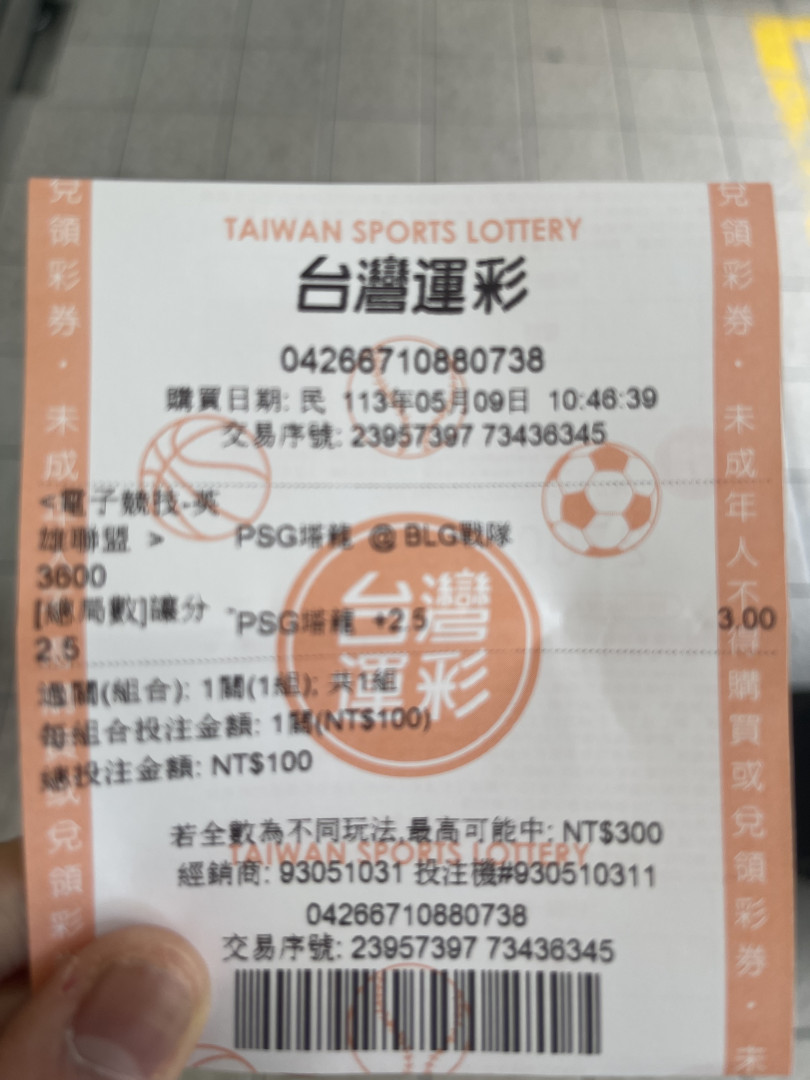 TAIWAN SPORTS LOTTERY
台灣運彩
04266710880738
購買日期: 民 113年05月09日 10:46:39
交易序號: 23957397 73436345
<電子競技-英
雄聯盟 > PSG塔龍 @ BLG戰隊
3600
[總局數]讓分 PSG塔龍 +2.5 3.00
2.5
台灣
運彩
過關(組合): 1關(1組); 共1組
每組合投注金額: 1關(NT$100)
總投注金額: NT$100
若全數為不同玩法,最高可能中: NT$300
TAIWAN SPORTS LOTTERY
經銷商: 93051031 投注機#930510311
04266710880738
交易序號: 23957397 73436345
兌領彩券・未成
或兌領彩
兌領彩券・未成年人不得購買或兌領彩券・未